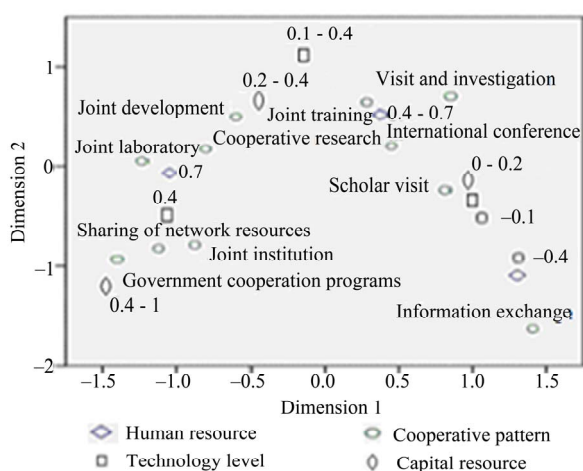 0.1 - 0.4
0.2 - 0.4
Visit and investigation
Joint development
Joint training
0.4 - 0.7
Cooperative research
International conference
Joint laboratory
0.7
0 - 0.2
Scholar visit
0.4
-0.1
Sharing of network resources
Joint institution
-0.4
Government cooperation programs
0.4 - 1
Information exchange
1
0
-1
-2
Dimension 2
-1.5 -1.0 -0.5 0.0 0.5 1.0 1.5
Dimension 1
Human resource
Cooperative pattern
Technology level
Capital resource